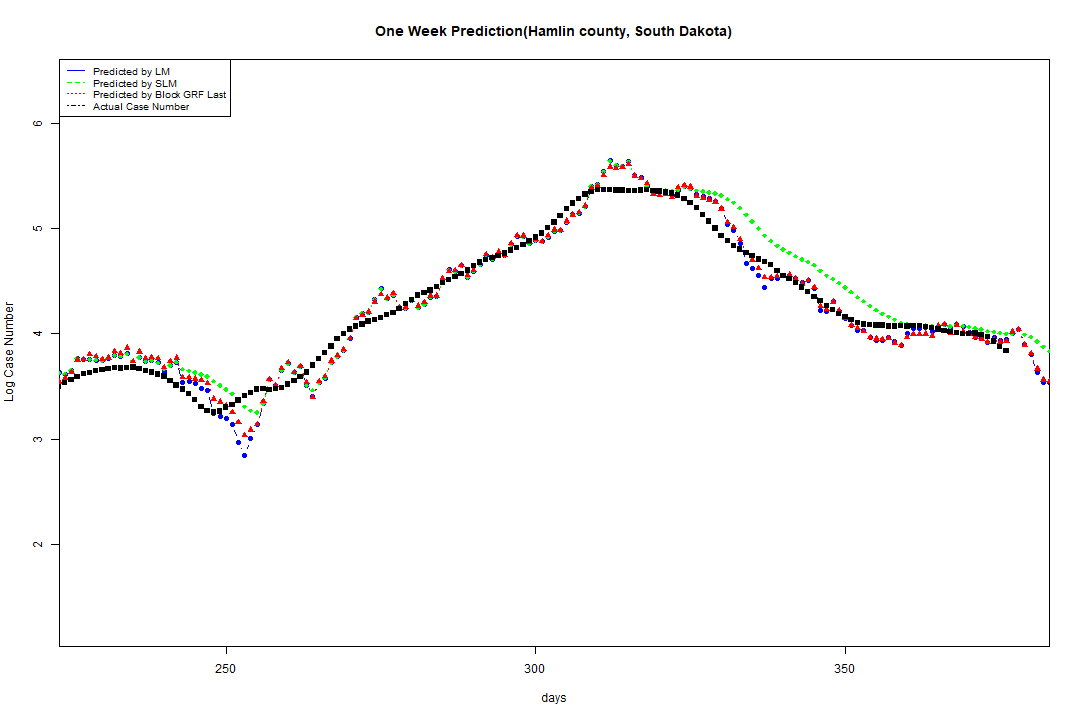 One Week Prediction(Hamlin county, South Dakota)
Predicted by LM
Predicted by SLM
Predicted by Block GRF Last
Actual Case Number
6
5
4
3
2
Log Case Number
250 300 350
days